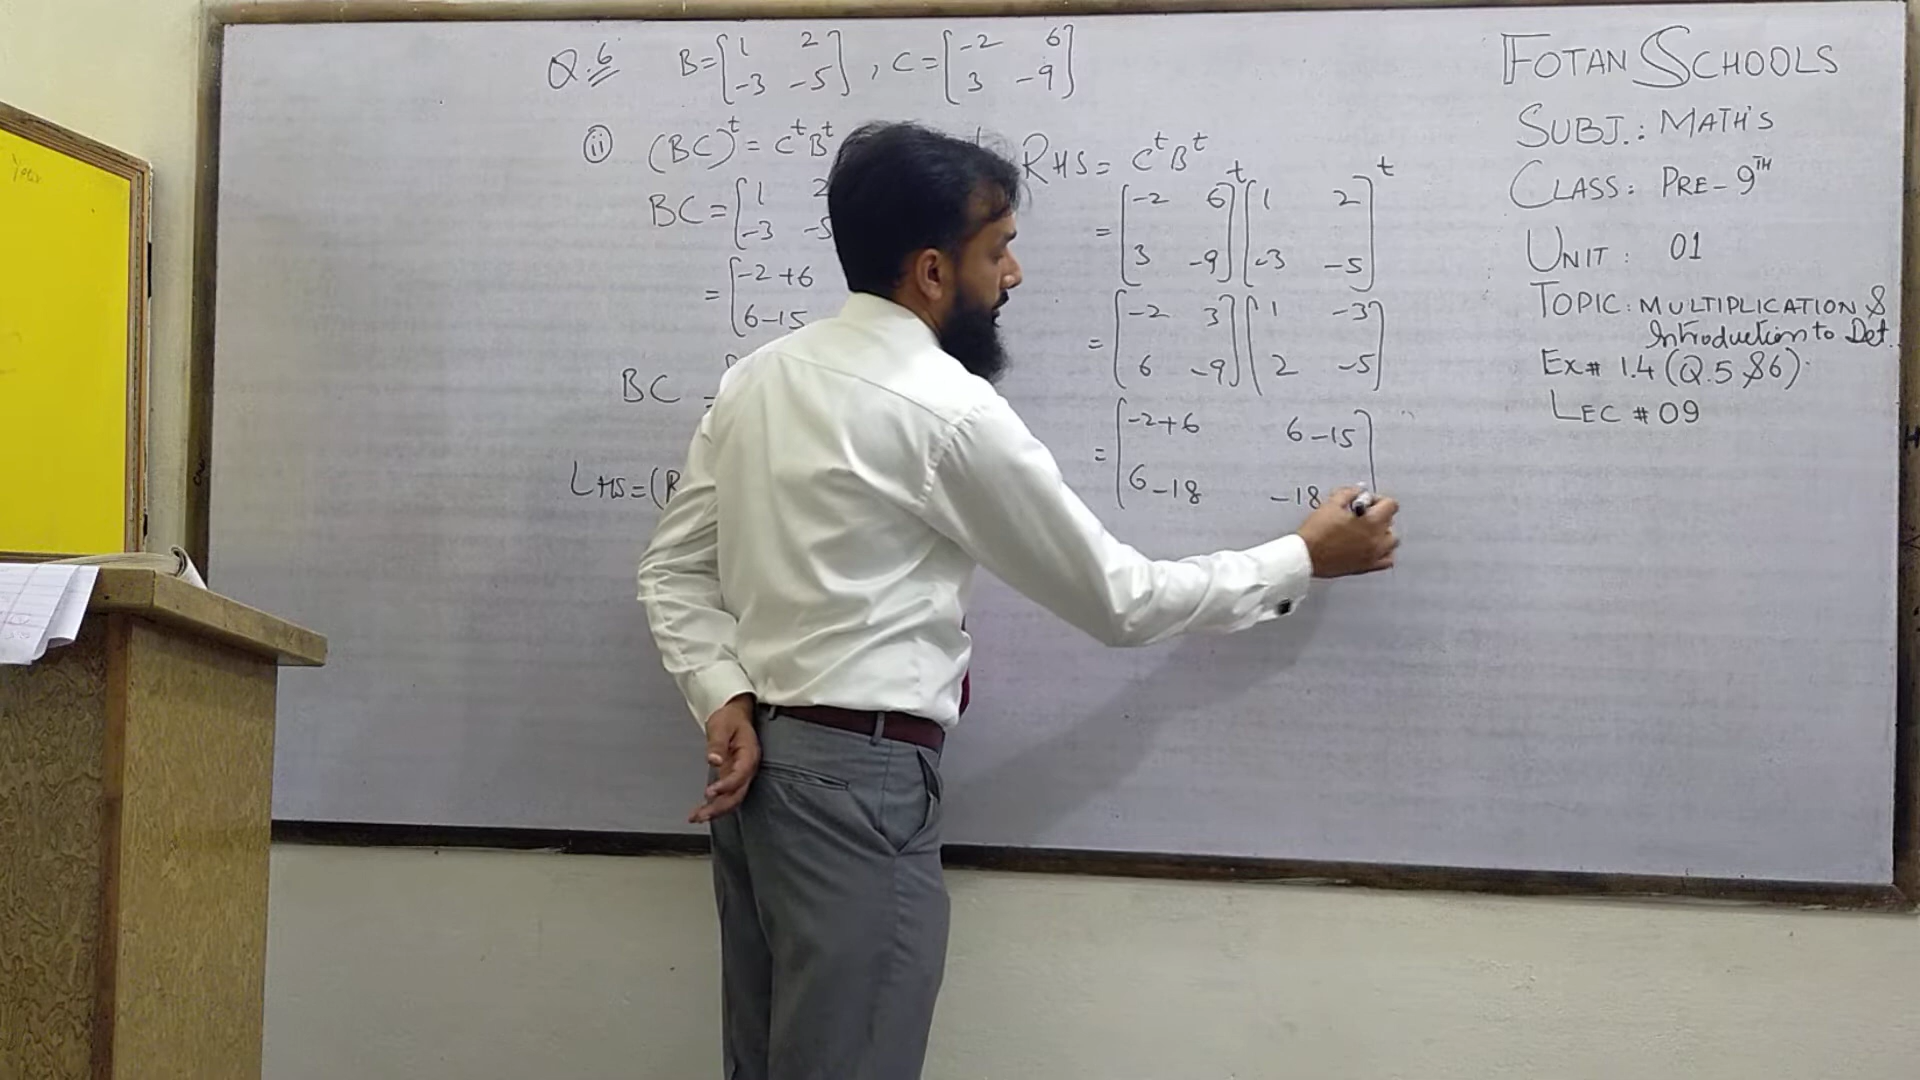 Q.6 B=[1 2 -3 -5], C=[-2 6 3 -9]
ii (BC)^t = C^t B^t
BC=[1 2
-3 -5
=[-2+6
6-15
BC =
LHS=(
RHS= C^t B^t
=[-2 6]^t [1 2]^t
3 -9 -3 -5
=[-2 3][1 -3]
6 -9 2 -5
=[-2+6 6-15]
6-18 -18
FOTAN SCHOOLS
SUBJ.: MATH'S
CLASS: PRE-9TH
UNIT: 01
TOPIC: MULTIPLICATION &
Introduction to Det.
EX# 1.4 (Q.5 &6):
LEC # 09